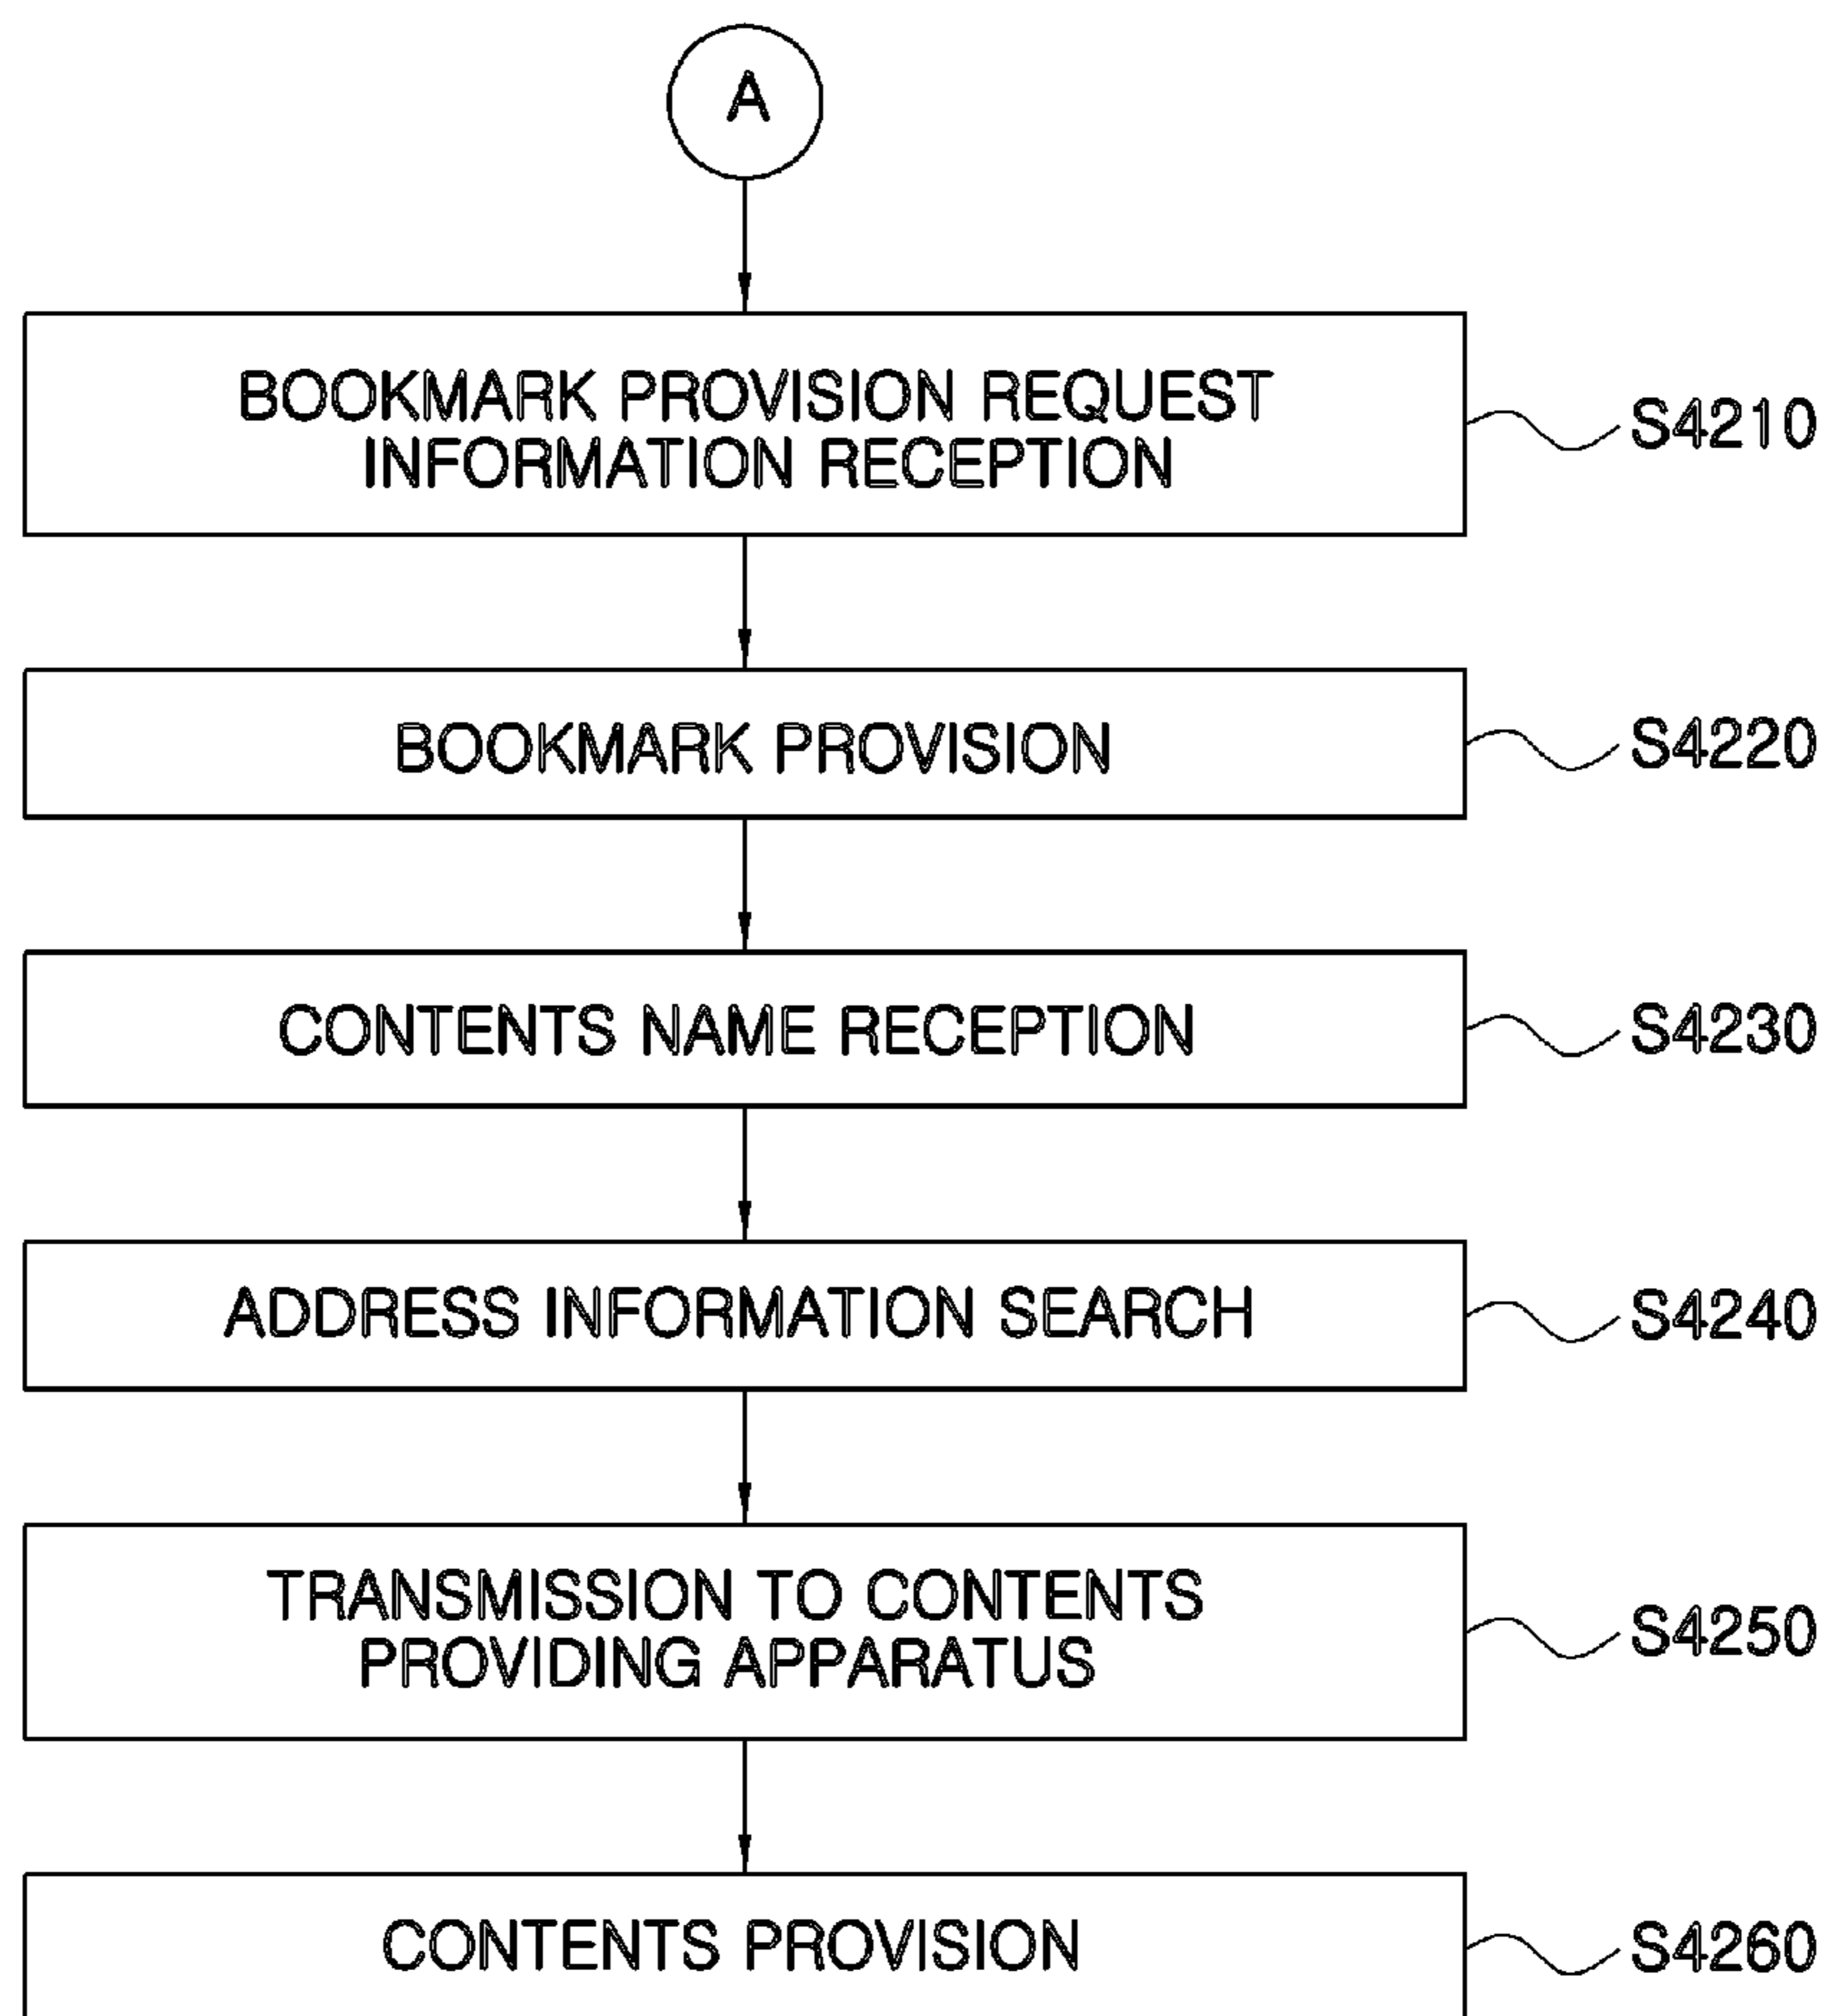 A
BOOKMARK PROVISION REQUEST
INFORMATION RECEPTION
S4210
BOOKMARK PROVISION
S4220
CONTENTS NAME RECEPTION
S4230
ADDRESS INFORMATION SEARCH
S4240
TRANSMISSION TO CONTENTS
PROVIDING APPARATUS
S4250
CONTENTS PROVISION
S4260